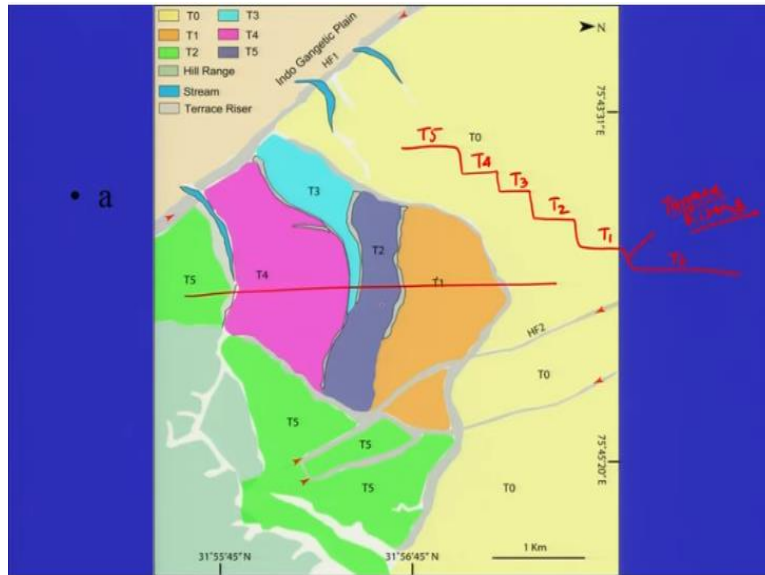 T0 T3
T1 T4
T2 T5
Hill Range
Stream
Terrace Riser
Indo Gangetic Plain
HF1
N
75°43'31"E
T0
T5
T4
T3
T2
T1
Terrace
Risers
• a
T3
T2
T5
T4
T1
HF2
T0
T5
T5
T5
T0
75°45'20"E
31°55'45"N
31°56'45"N
1 Km